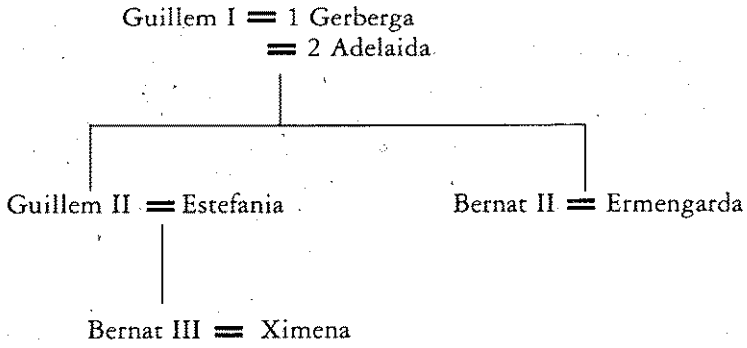 Guillem I = 1 Gerberga
= 2 Adelaida
Guillem II = Estefania Bernat II = Ermengarda
Bernat III = Ximena